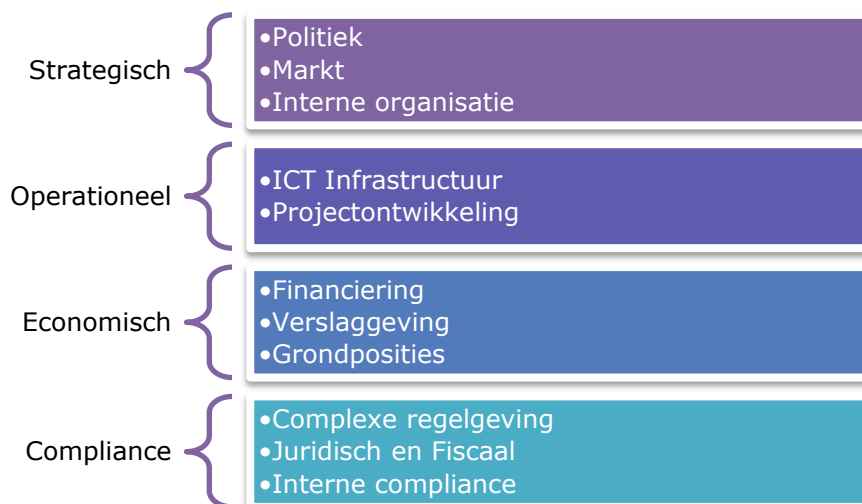 Strategisch
•Politiek
•Markt
•Interne organisatie
Operationeel
•ICT Infrastructuur
•Projectontwikkeling
Economisch
•Financiering
•Verslaggeving
•Grondposities
Compliance
•Complexe regelgeving
•Juridisch en Fiscaal
•Interne compliance